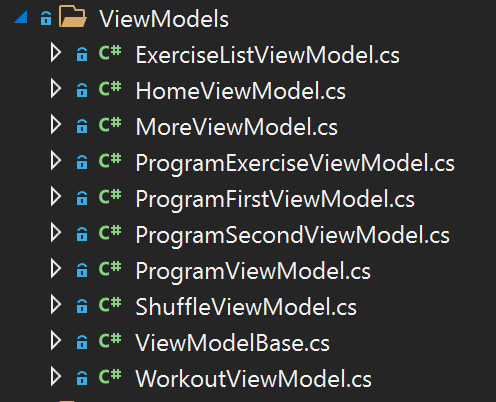 ViewModels
C# ExerciseListViewModel.cs
C# HomeViewModel.cs
C# MoreViewModel.cs
C# ProgramExerciseViewModel.cs
C# ProgramFirstViewModel.cs
C# ProgramSecondViewModel.cs
C# ProgramViewModel.cs
C# ShuffleViewModel.cs
C# ViewModelBase.cs
C# WorkoutViewModel.cs